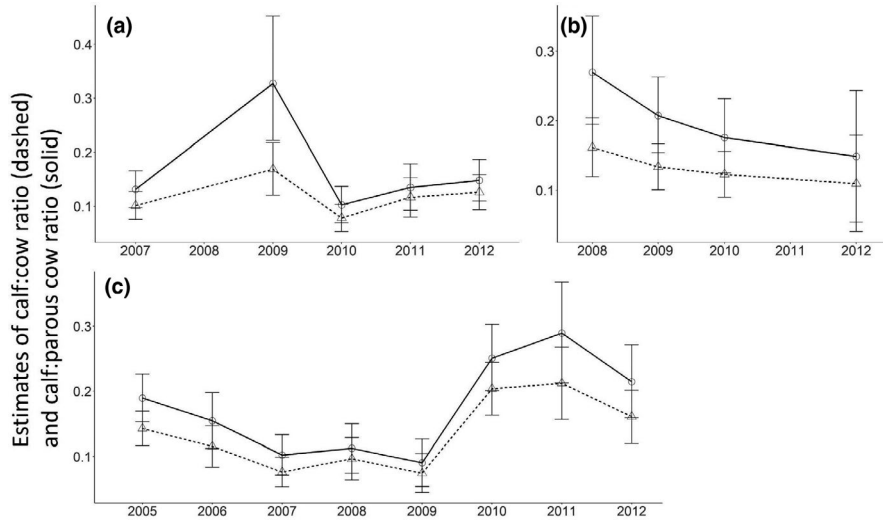 Estimates of calf:cow ratio (dashed)
and calf:parous cow ratio (solid)
(a)
0.4
0.3
0.2
0.1
2007 2008 2009 2010 2011 2012
(b)
0.3
0.2
0.1
2008 2009 2010 2011 2012
(c)
0.3
0.2
0.1
2005 2006 2007 2008 2009 2010 2011 2012